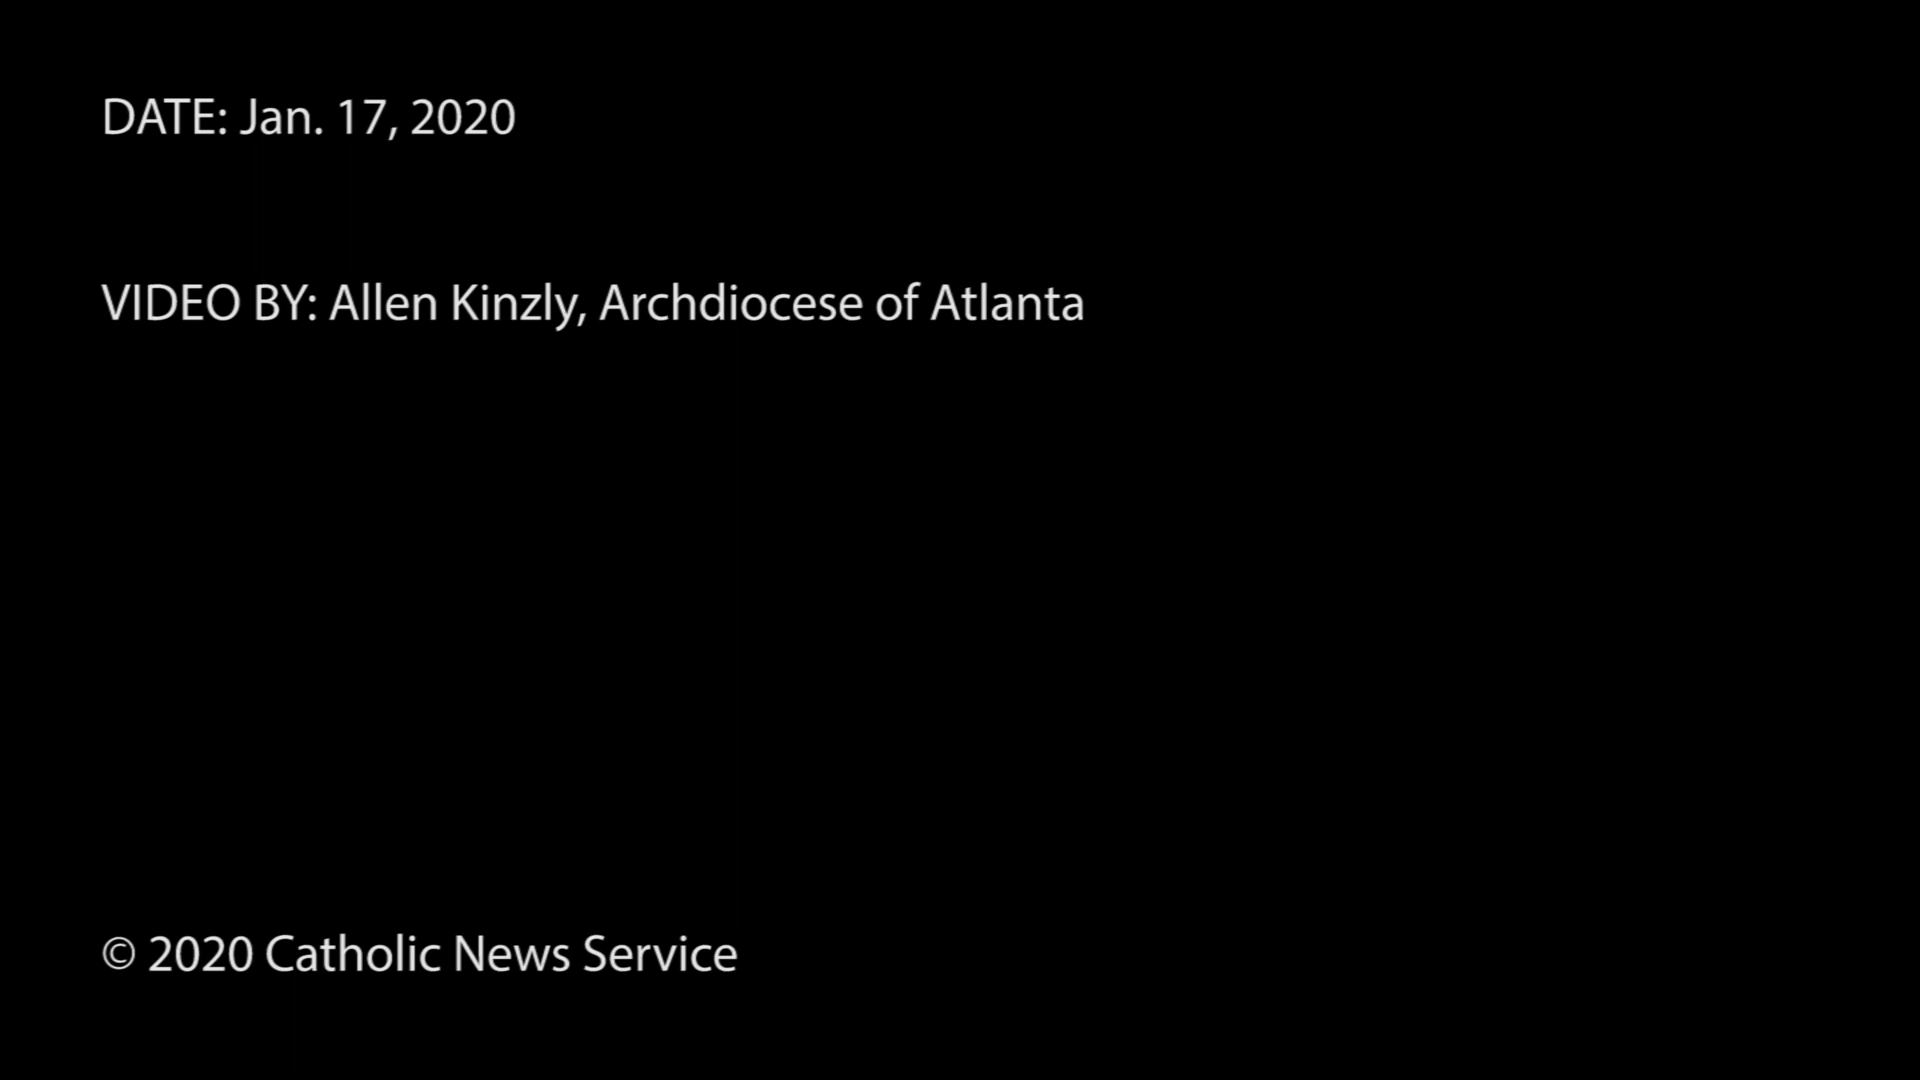 DATE: Jan. 17, 2020
VIDEO BY: Allen Kinzly, Archdiocese of Atlanta
© 2020 Catholic News Service